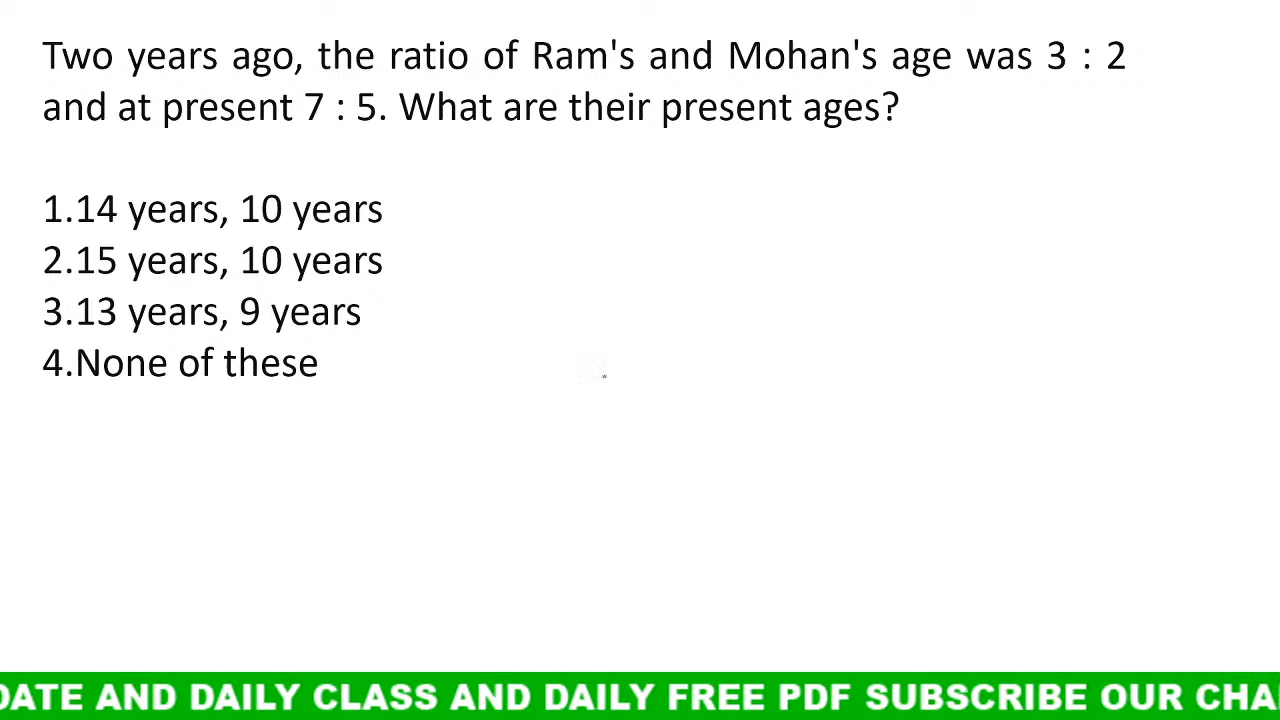 Two years ago, the ratio of Ram's and Mohan's age was 3 : 2
and at present 7 : 5. What are their present ages?
1.14 years, 10 years
2.15 years, 10 years
3.13 years, 9 years
4.None of these
DATE AND DAILY CLASS AND DAILY FREE PDF SUBSCRIBE OUR CHA